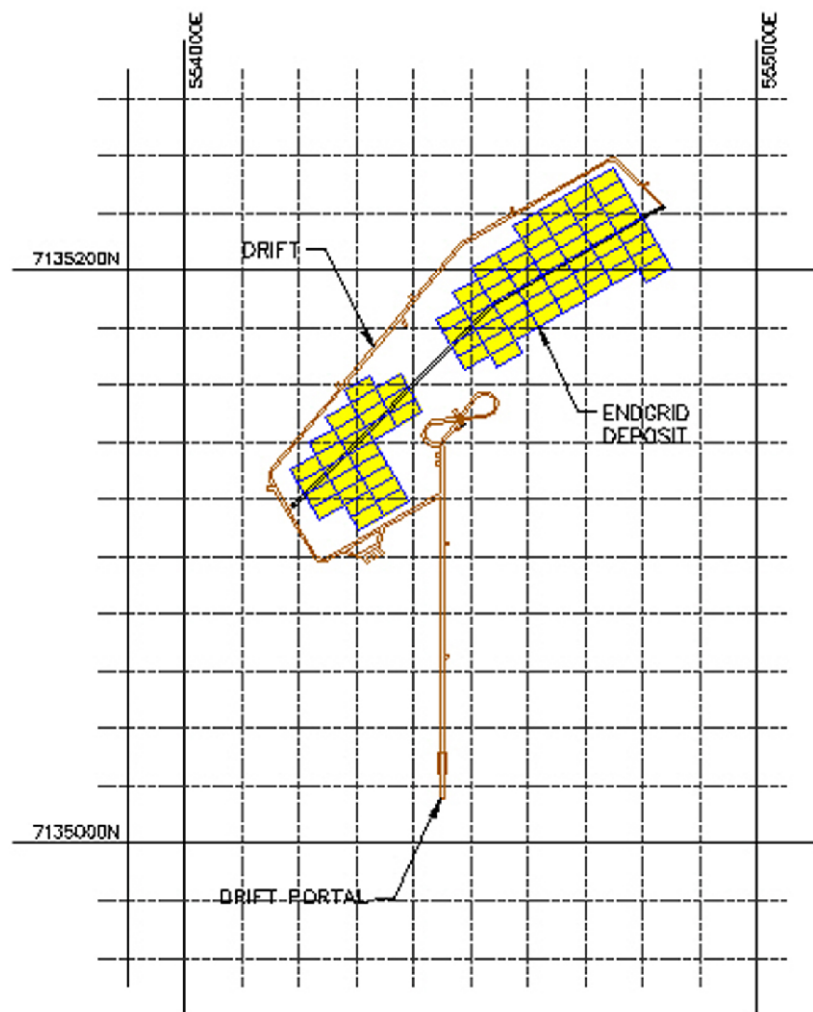 554000E
555000E
DRIFT
7135200N
ENDGRID
DEPOSIT
7135000N
DRIFT PORTAL